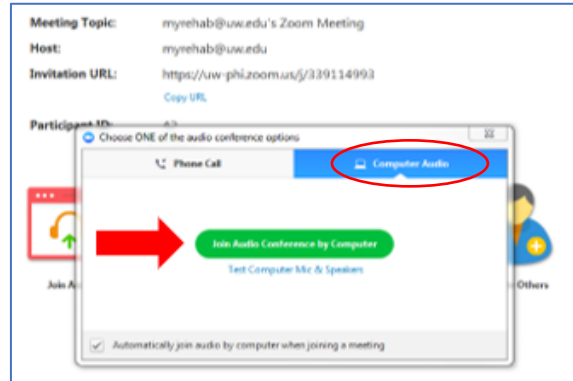 Meeting Topic: myrehab@uw.edu's Zoom Meeting
Host: myrehab@uw.edu
Invitation URL: https://uw-phi.zoom.us/j/339114993
Copy URL
Participant ID:
Choose ONE of the audio conference options
Phone Call Computer Audio
Join Audio Conference by Computer
Test Computer Mic & Speakers
Join A Others
Automatically join audio by computer when joining a meeting